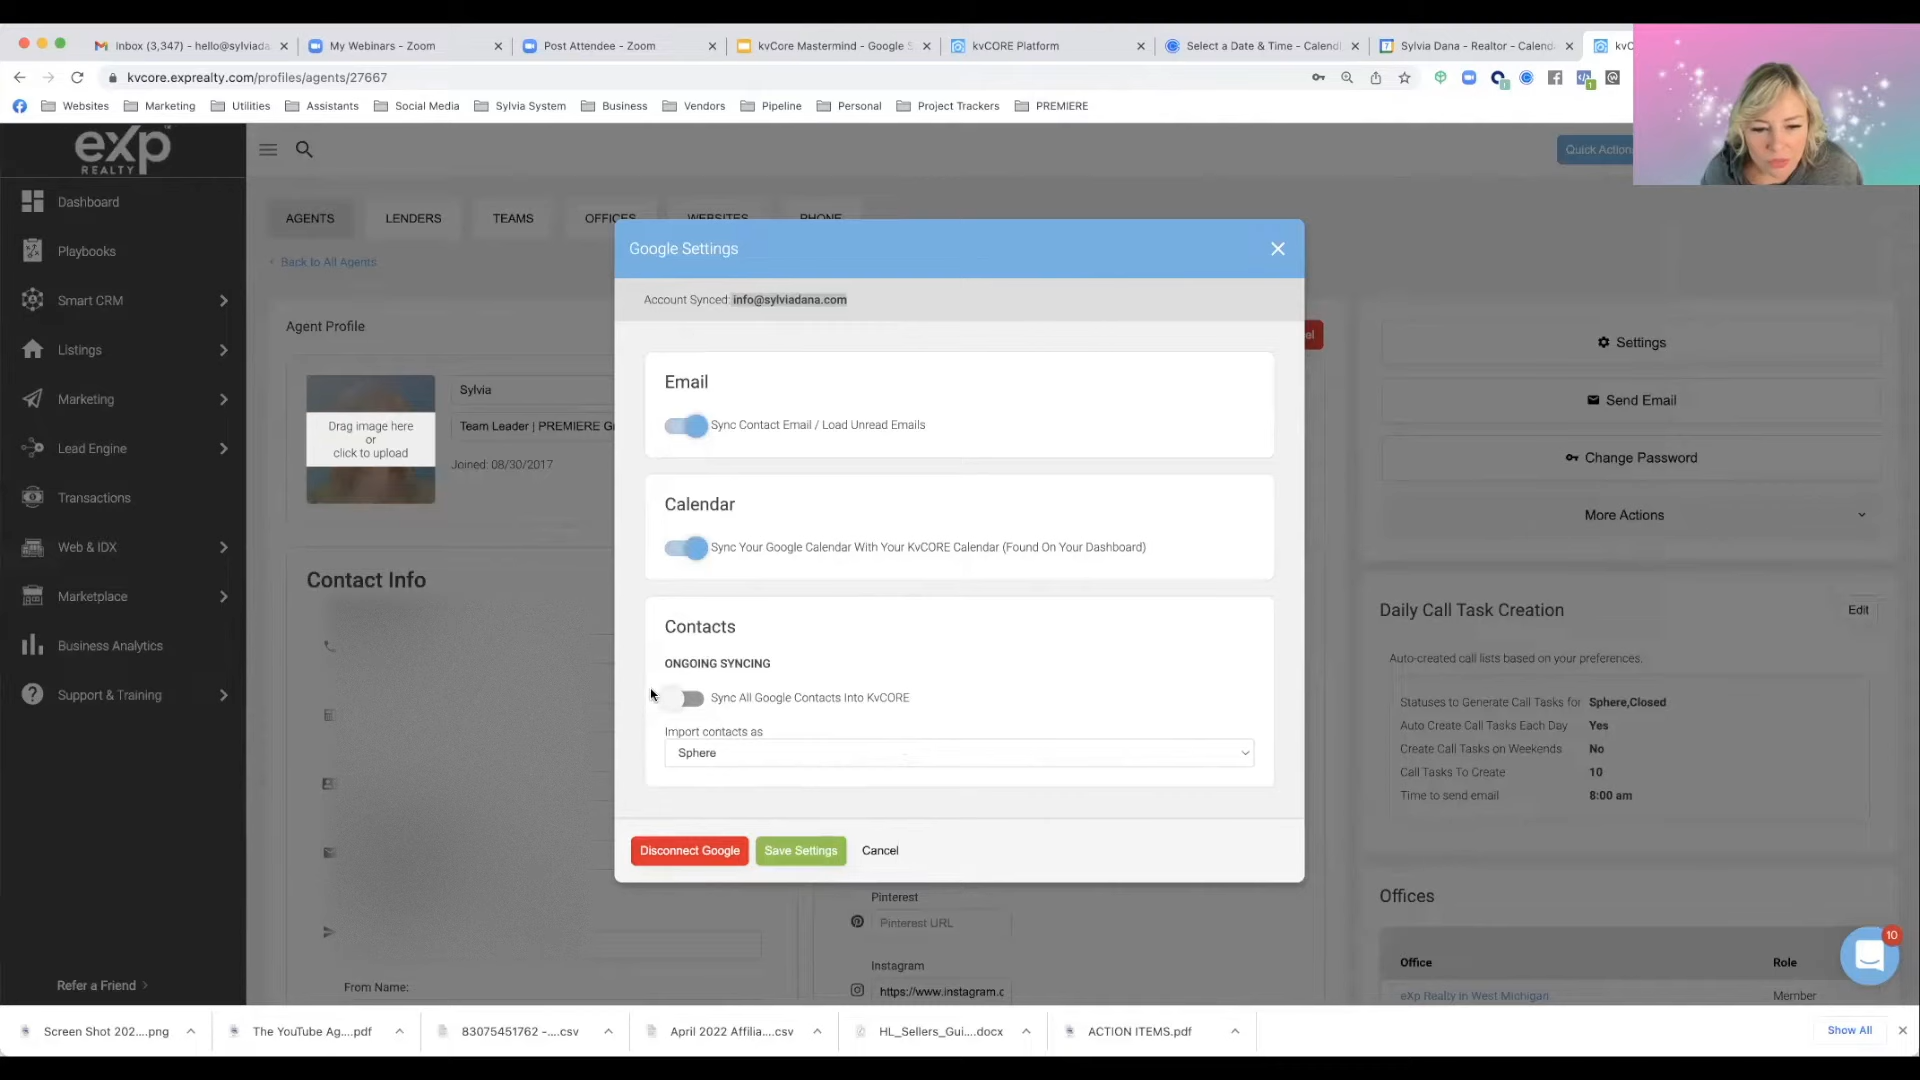 Inbox (3,347) - hello@sylviada
My Webinars - Zoom
Post Attendee - Zoom
kvCore Mastermind - Google S
kvCORE Platform
Select a Date & Time - Calend
Sylvia Dana - Realtor - Calenda
kvC
kvcore.exprealty.com/profiles/agents/27667
Websites
Marketing
Utilities
Assistants
Social Media
Sylvia System
Business
Vendors
Pipeline
Personal
Project Trackers
PREMIERE
eXp
REALTY
Dashboard
Playbooks
Smart CRM
Listings
Marketing
Lead Engine
Transactions
Web & IDX
Marketplace
Business Analytics
Support & Training
Refer a Friend
Quick Action
AGENTS
LENDERS
TEAMS
OFFICES
WEBSITES
PHONE
Back to All Agents
Agent Profile
Drag image here
or
click to upload
Sylvia
Team Leader | PREMIERE G
Joined: 08/30/2017
Contact Info
From Name:
Google Settings
Account Synced: info@sylviadana.com
Email
Sync Contact Email / Load Unread Emails
Calendar
Sync Your Google Calendar With Your KvCORE Calendar (Found On Your Dashboard)
Contacts
ONGOING SYNCING
Sync All Google Contacts Into KvCORE
Import contacts as
Sphere
Disconnect Google
Save Settings
Cancel
Pinterest
Pinterest URL
Instagram
https://www.instagram.c
Settings
Send Email
Change Password
More Actions
Daily Call Task Creation
Edit
Auto-created call lists based on your preferences.
Statuses to Generate Call Tasks for Sphere,Closed
Auto Create Call Tasks Each Day Yes
Create Call Tasks on Weekends No
Call Tasks To Create 10
Time to send email 8:00 am
Offices
Office Role
eXp Realty in West Michigan Member
10
Screen Shot 202....png
The YouTube Ag....pdf
83075451762 -....csv
April 2022 Affilia....csv
HL_Sellers_Gui....docx
ACTION ITEMS.pdf
Show All